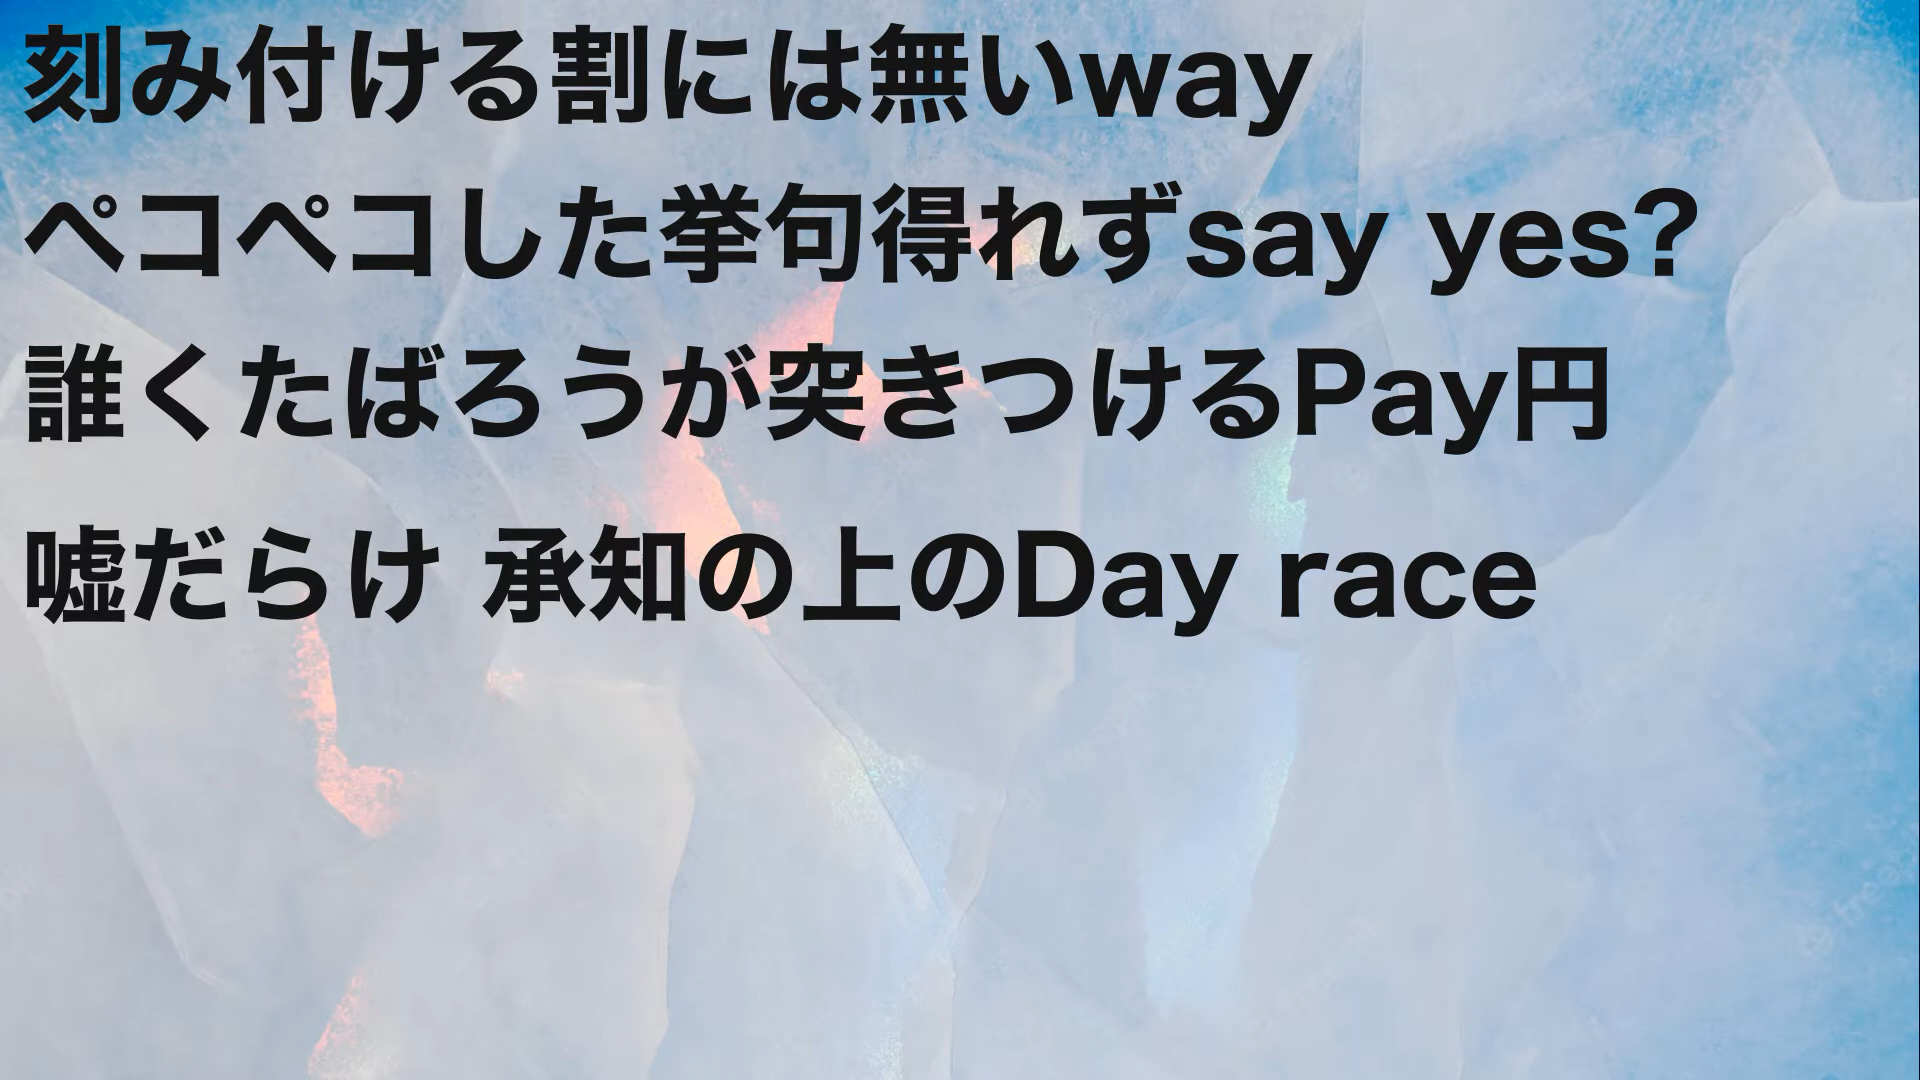 刻み付ける割には無いway
ペコペコした挙句得れずsay yes?
誰くたばろうが突きつけるPay円
嘘だらけ 承知の上のDay race